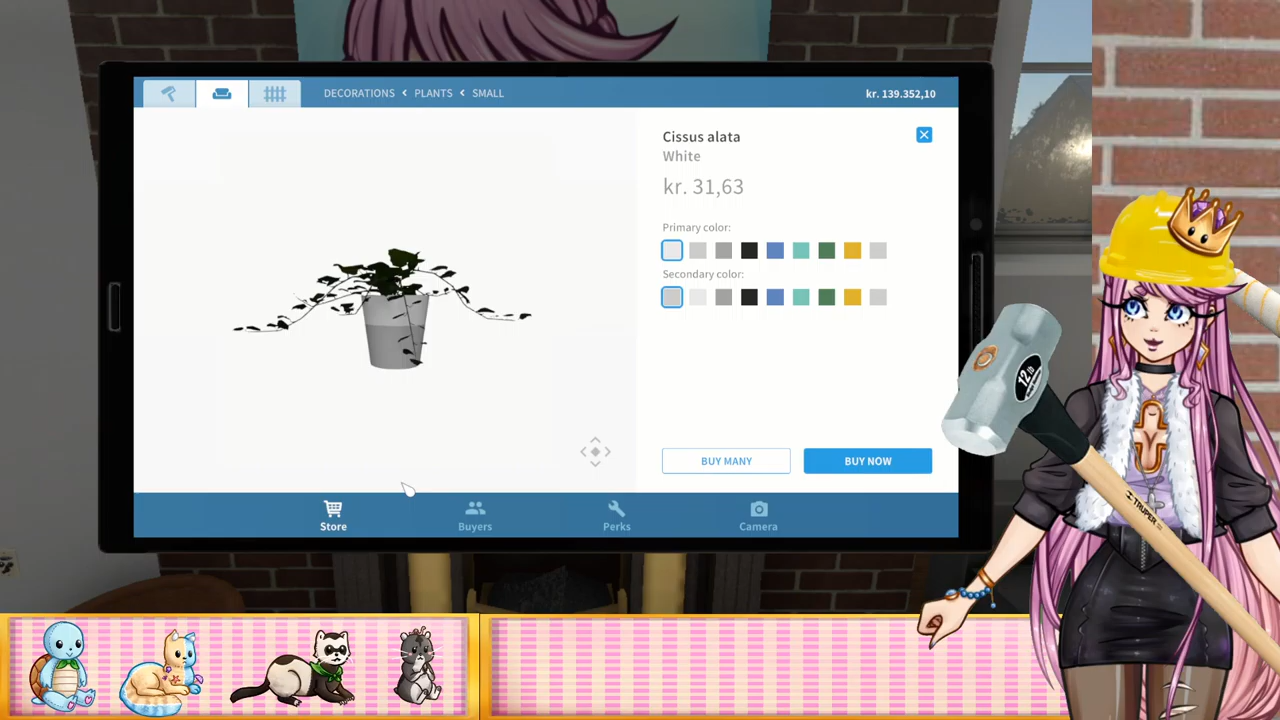 DECORATIONS < PLANTS < SMALL
kr. 139.352,10
Cissus alata
White
kr. 31,63
Primary color:
Secondary color:
BUY MANY
BUY NOW
Store
Buyers
Perks
Camera
12 lb
TRUPER